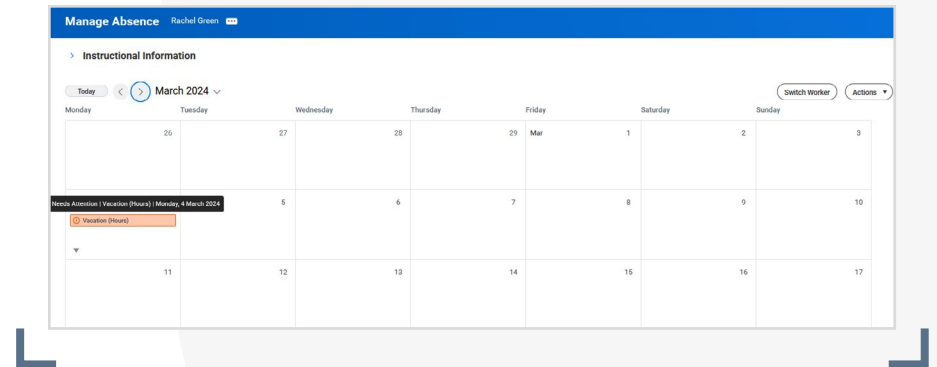 Manage Absence Rachel Green
Instructional Information
Today March 2024
Switch Worker Actions
Monday Tuesday Wednesday Thursday Friday Saturday Sunday
26 27 28 29 Mar 1 2 3
Needs Attention | Vacation (Hours) | Monday, 4 March 2024
5 6 7 8 9 10
Vacation (Hours)
11 12 13 14 15 16 17